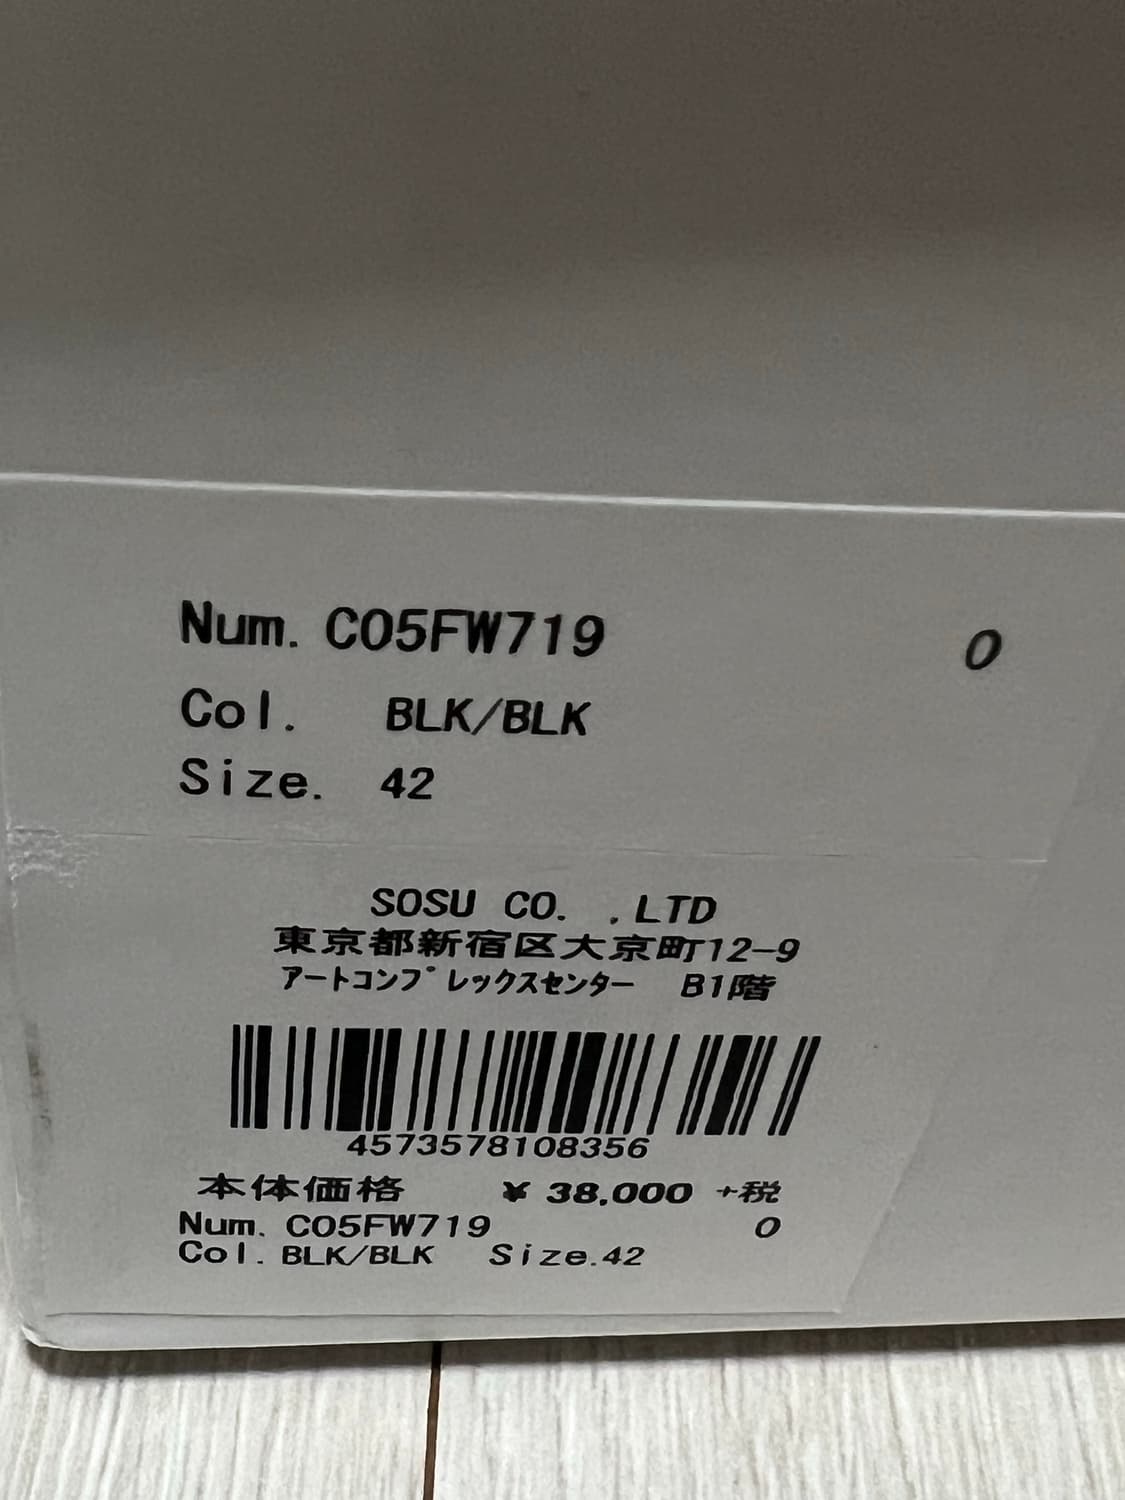 Num. C05FW719 0
Col. BLK/BLK
Size. 42
SOSU CO. .,LTD
東京都新宿区大京町12-9
ｱｰﾄｺﾝﾌﾟﾚｯｸｽｾﾝﾀｰ B1階
4573578108356
本体価格 ¥ 38,000 +税
Num. C05FW719 0
Col. BLK/BLK Size.42